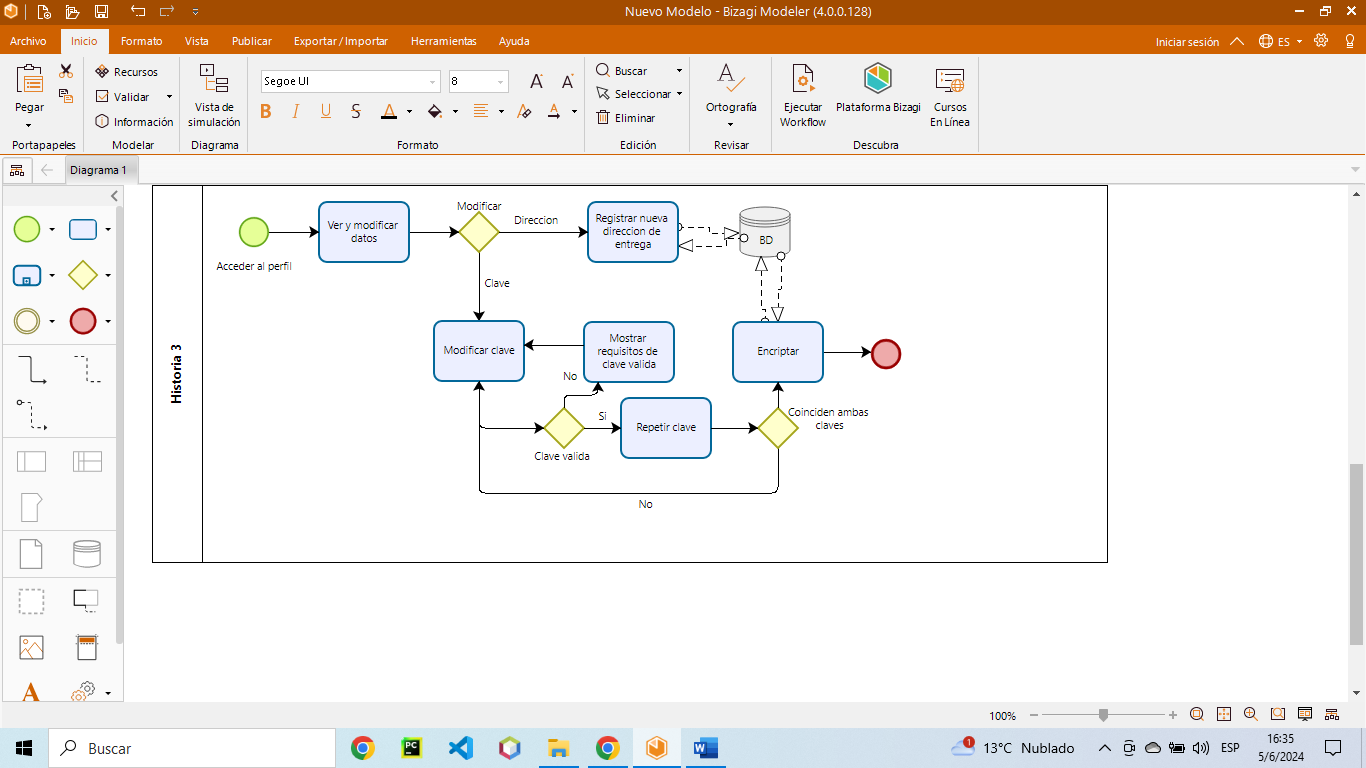 Nuevo Modelo - Bizagi Modeler (4.0.0.128)
Archivo Inicio Formato Vista Publicar Exportar / Importar Herramientas Ayuda Iniciar sesión ES
Pegar
Portapapeles
Recursos
Validar
Información
Modelar
Vista de
simulación
Diagrama
Segoe UI 8
B I U S A
Formato
Buscar
Seleccionar
Eliminar
Edición
Ortografía
Revisar
Ejecutar
Workflow
Plataforma Bizagi
Cursos
En Línea
Descubra
Diagrama 1
Historia 3
Acceder al perfil
Ver y modificar
datos
Modificar
Direccion
Registrar nueva
direccion de
entrega
BD
Clave
Modificar clave
Mostrar
requisitos de
clave valida
Encriptar
No
Si
Clave valida
Repetir clave
Coinciden ambas
claves
No
100%
Buscar
PC
1
13°C Nublado
ESP
16:35
5/6/2024